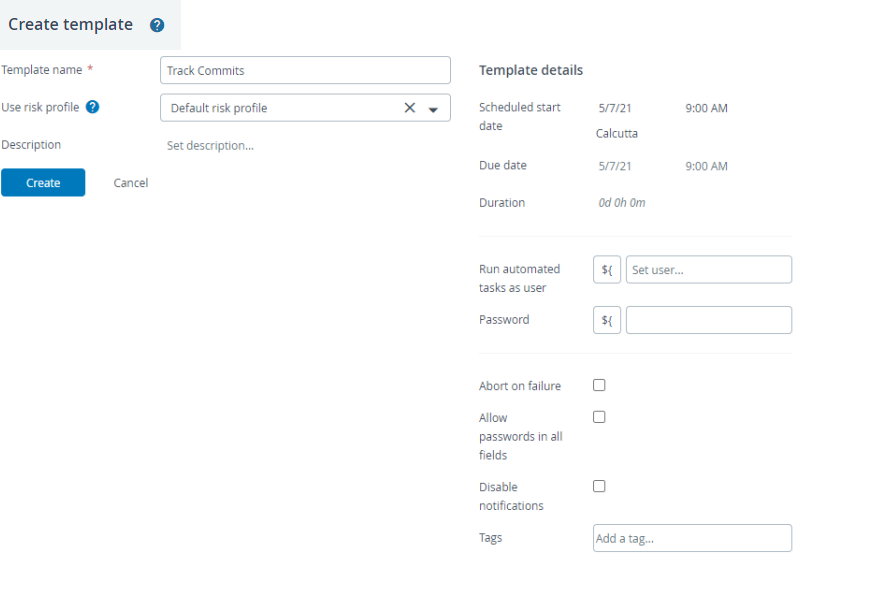 Create template ?
Template name *
Track Commits
Use risk profile ?
Default risk profile
Description
Set description...
Create
Cancel
Template details
Scheduled start
date
5/7/21
9:00 AM
Calcutta
Due date
5/7/21
9:00 AM
Duration
0d 0h 0m
Run automated
tasks as user
${
Set user...
Password
${
Abort on failure
Allow
passwords in all
fields
Disable
notifications
Tags
Add a tag...